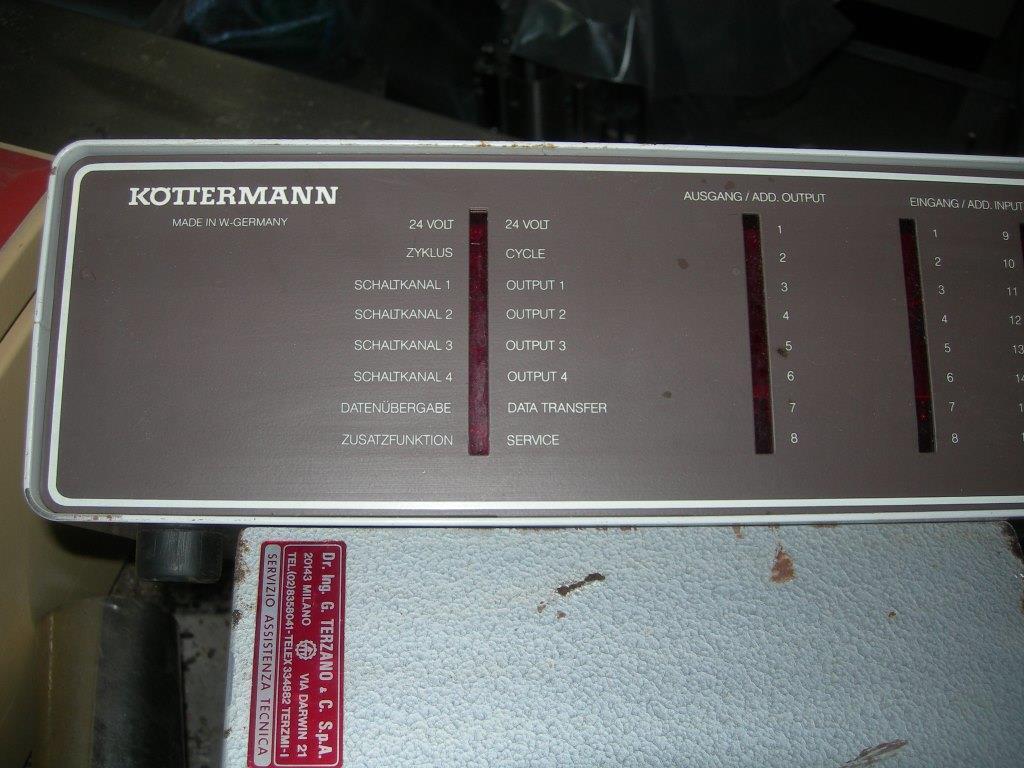 KÖTTERMANN
MADE IN W.-GERMANY
24 VOLT 24 VOLT
ZYKLUS CYCLE
SCHALTKANAL 1 OUTPUT 1
SCHALTKANAL 2 OUTPUT 2
SCHALTKANAL 3 OUTPUT 3
SCHALTKANAL 4 OUTPUT 4
DATENÜBERGABE DATA TRANSFER
ZUSATZFUNKTION SERVICE
AUSGANG / ADD. OUTPUT
1
2
3
4
5
6
7
8
EINGANG / ADD. INPUT
1 9
2 10
3 11
4 12
5 13
6
7
8
Dr. Ing. G. TERZANO & C. S.p.A.
20143 MILANO VIA DARWIN 21
TEL.(02)8358041-TELEX 334882 TERZMI-I
SERVIZIO ASSISTENZA TECNICA